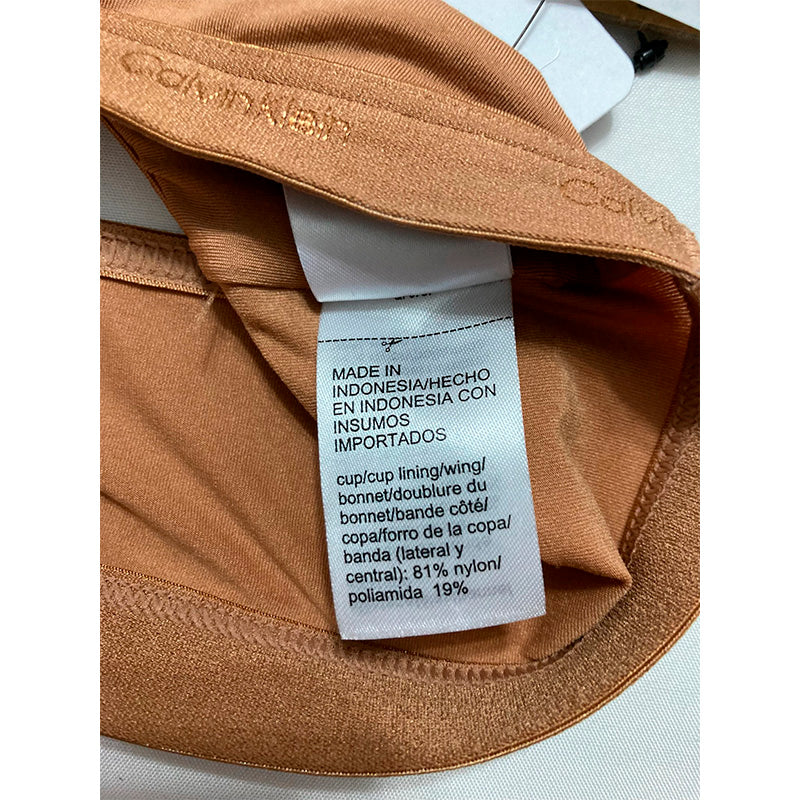 Calvin Klein
Calvin
MADE IN
INDONESIA/HECHO
EN INDONESIA CON
INSUMOS
IMPORTADOS
cup/cup lining/wing/
bonnet/doublure du
bonnet/bande côté/
copa/forro de la copa/
banda (lateral y
central): 81% nylon/
poliamida 19%